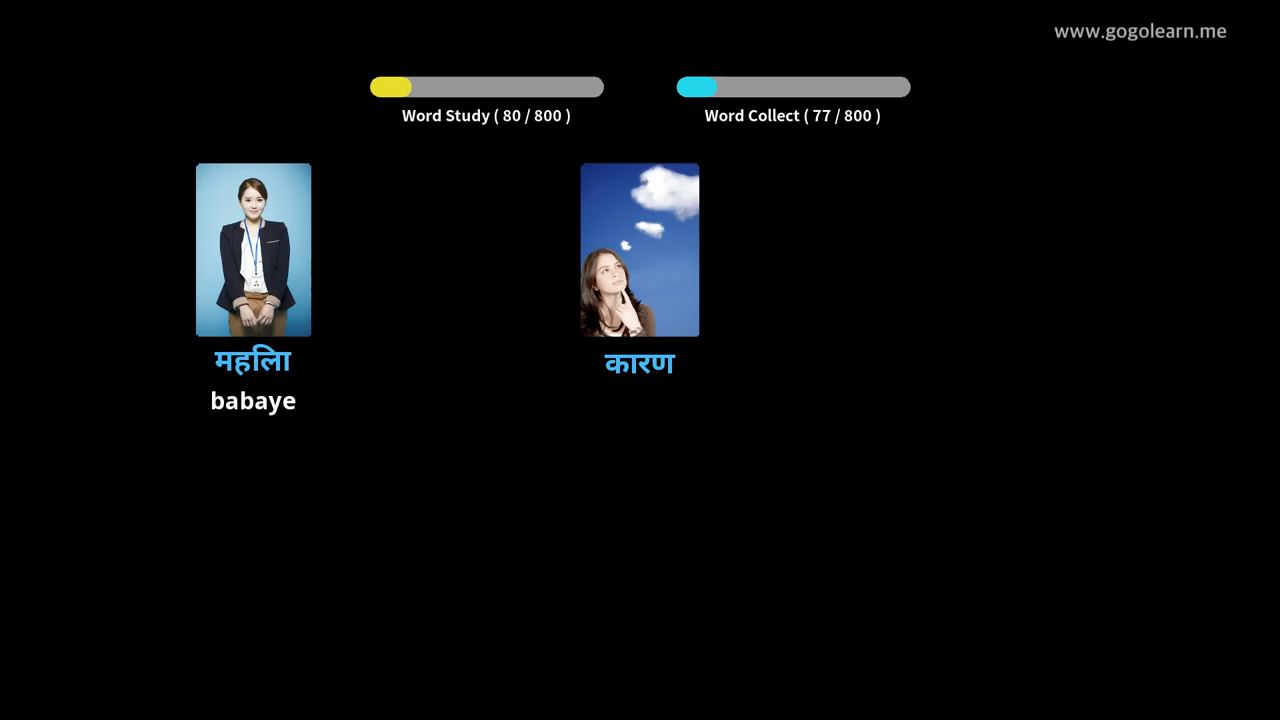 www.gogolearn.me
Word Study ( 80 / 800 )
Word Collect ( 77 / 800 )
महिला
कारण
babaye